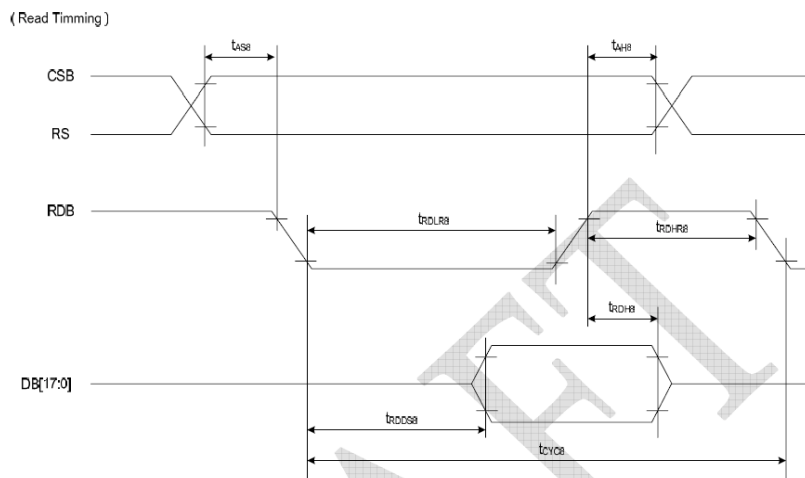 ( Read Timming )
tAS8
tAH8
CSB
RS
RDB
tRDLR8
tRDHR8
tRDH8
DB[17:0]
tRDDS8
tCYC8